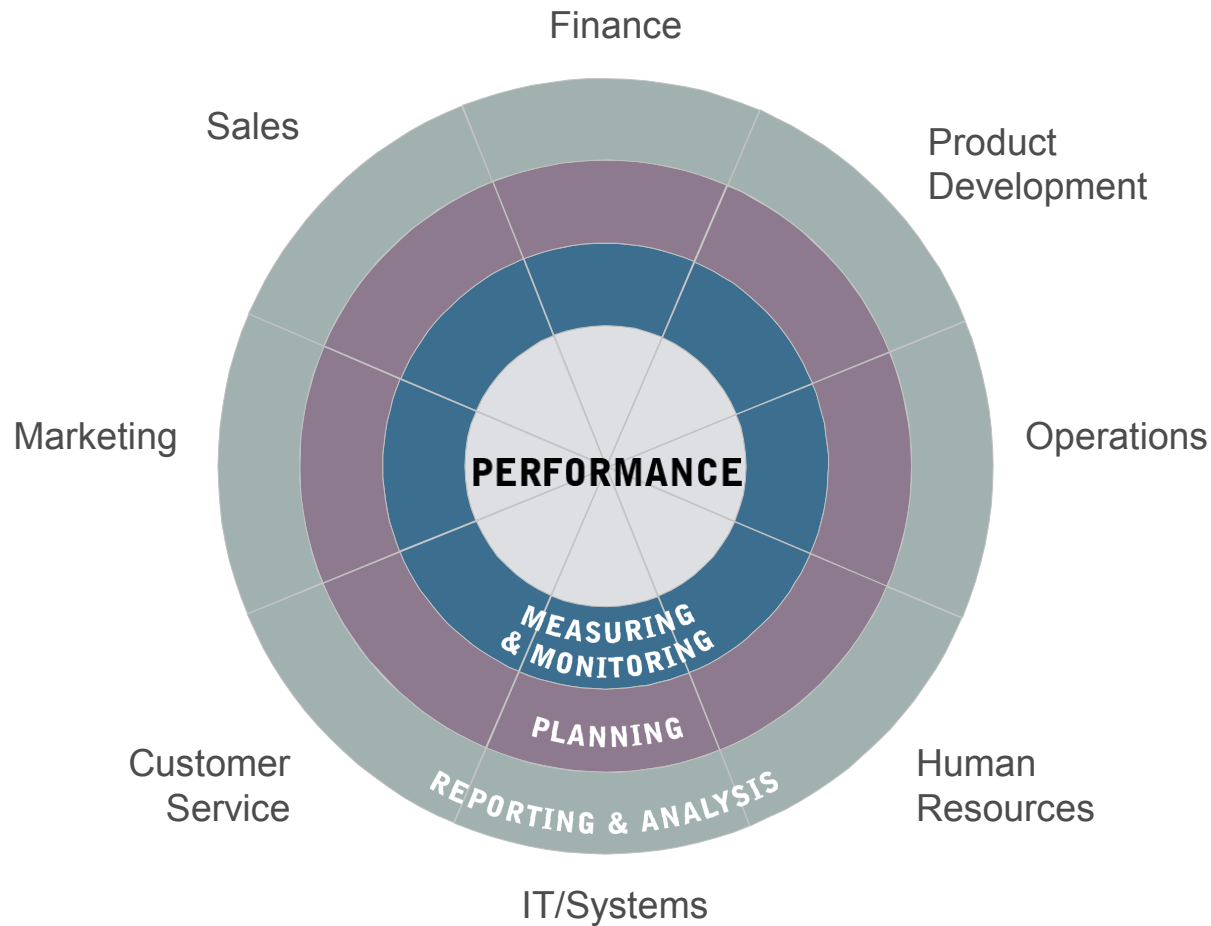 Finance
Sales
Product
Development
Marketing
PERFORMANCE
Operations
MEASURING
& MONITORING
PLANNING
REPORTING & ANALYSIS
Customer
Service
Human
Resources
IT/Systems